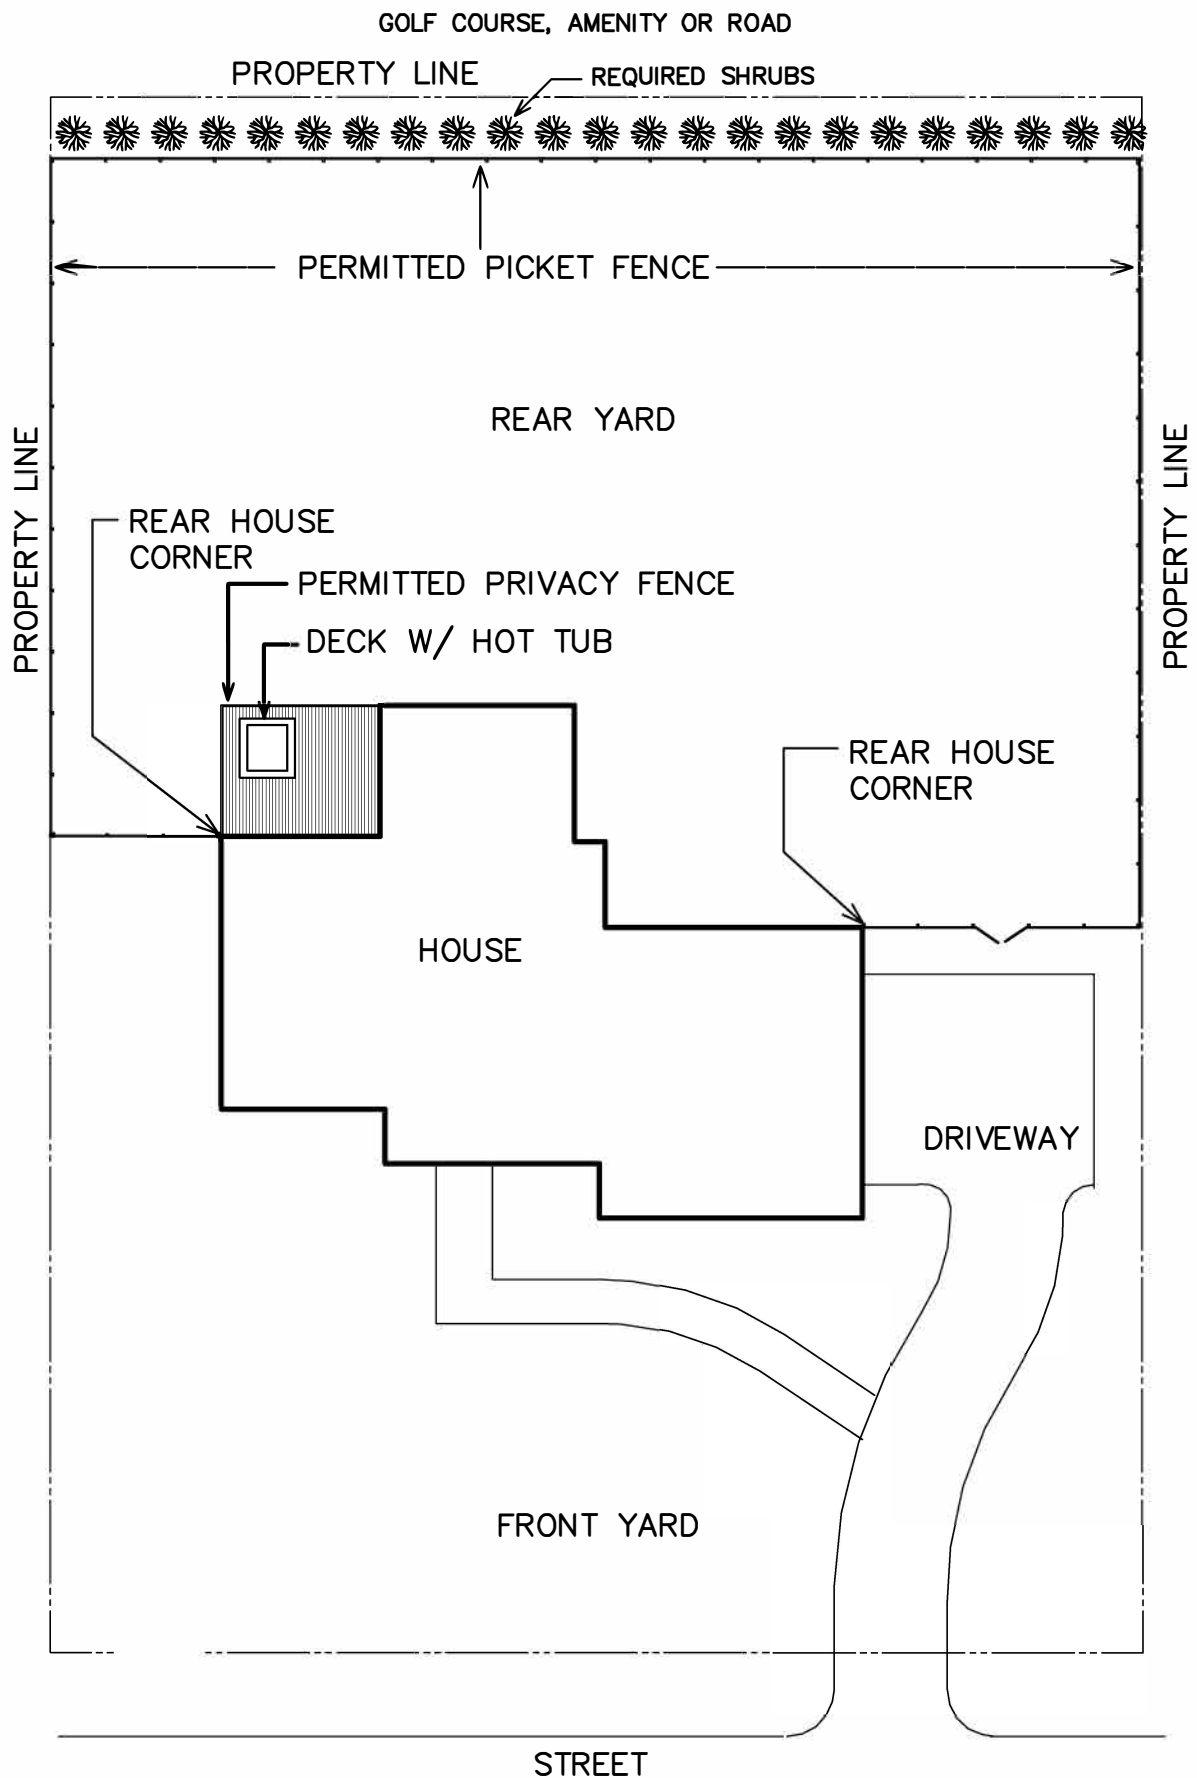 GOLF COURSE, AMENITY OR ROAD
PROPERTY LINE
REQUIRED SHRUBS
PERMITTED PICKET FENCE
REAR YARD
PROPERTY LINE
PROPERTY LINE
REAR HOUSE
CORNER
PERMITTED PRIVACY FENCE
DECK W/ HOT TUB
REAR HOUSE
CORNER
HOUSE
DRIVEWAY
FRONT YARD
STREET